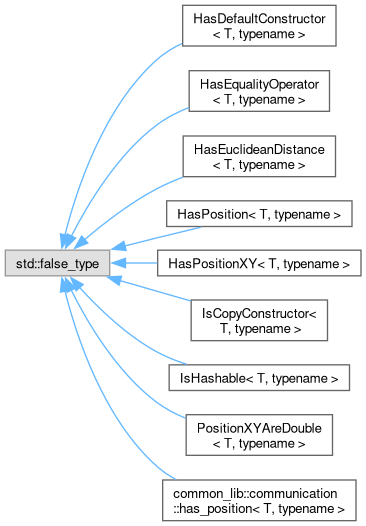 HasDefaultConstructor
< T, typename >
HasEqualityOperator
< T, typename >
HasEuclideanDistance
< T, typename >
HasPosition< T, typename >
std::false_type
HasPositionXY< T, typename >
IsCopyConstructor<
T, typename >
IsHashable< T, typename >
PositionXYAreDouble
< T, typename >
common_lib::communication
::has_position< T, typename >